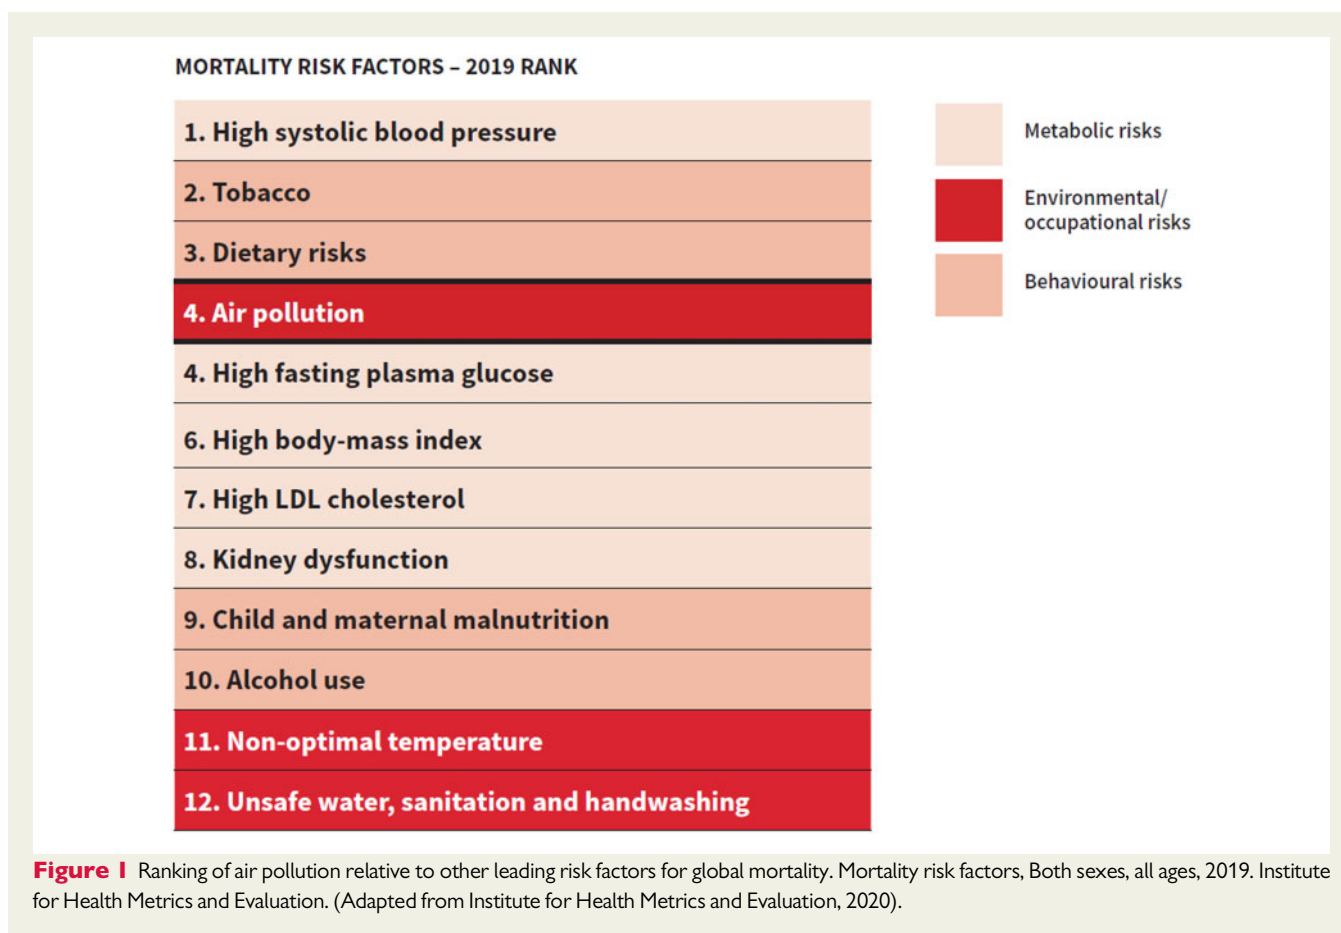 MORTALITY RISK FACTORS – 2019 RANK
1. High systolic blood pressure
2. Tobacco
3. Dietary risks
4. Air pollution
4. High fasting plasma glucose
6. High body-mass index
7. High LDL cholesterol
8. Kidney dysfunction
9. Child and maternal malnutrition
10. Alcohol use
11. Non-optimal temperature
12. Unsafe water, sanitation and handwashing
Metabolic risks
Environmental/
occupational risks
Behavioural risks
Figure 1 Ranking of air pollution relative to other leading risk factors for global mortality. Mortality risk factors, Both sexes, all ages, 2019. Institute
for Health Metrics and Evaluation. (Adapted from Institute for Health Metrics and Evaluation, 2020).